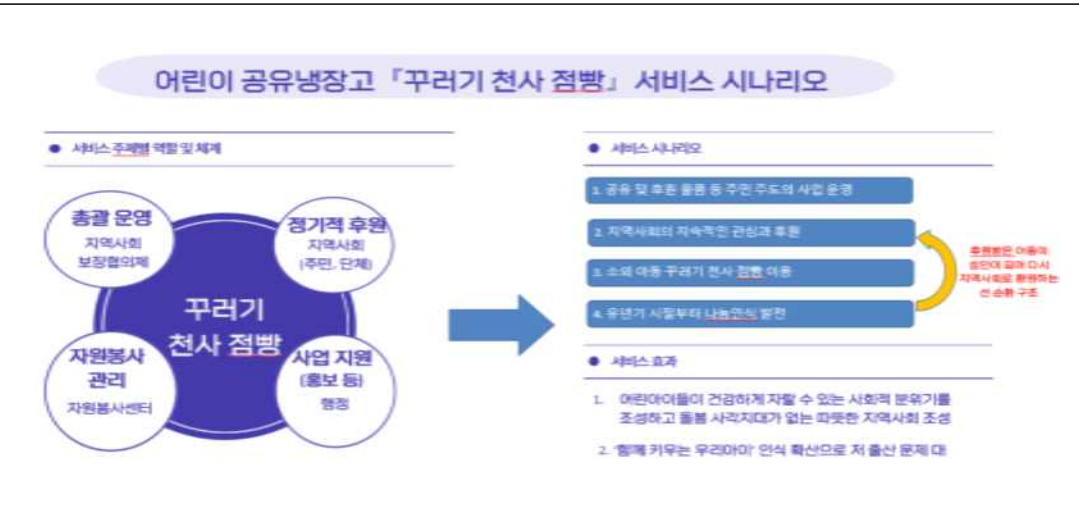 어린이 공유냉장고 『꾸러기 천사 점빵』 서비스 시나리오
● 서비스 주체별 역할 및 체계
총괄 운영
지역사회
보장협의체
정기적 후원
지역사회
(주민, 단체)
꾸러기
천사 점빵
자원봉사
관리
자원봉사센터
사업 지원
(홍보 등)
행정
● 서비스 시나리오
1. 공유 및 후원 물품 등 주민 주도의 사업 운영
2. 지역사회의 지속적인 관심과 후원
3. 소외 아동 꾸러기 천사 점빵 이용
4. 유년기 시절부터 나눔인식 발전
후원받은 아동이
성인이 되어 다시
지역사회로 환원하는
선 순환 구조
● 서비스 효과
1. 어린아이들이 건강하게 자랄 수 있는 사회적 분위기를
조성하고 돌봄 사각지대가 없는 따뜻한 지역사회 조성
2. '함께 키우는 우리아이' 인식 확산으로 저 출산 문제 대